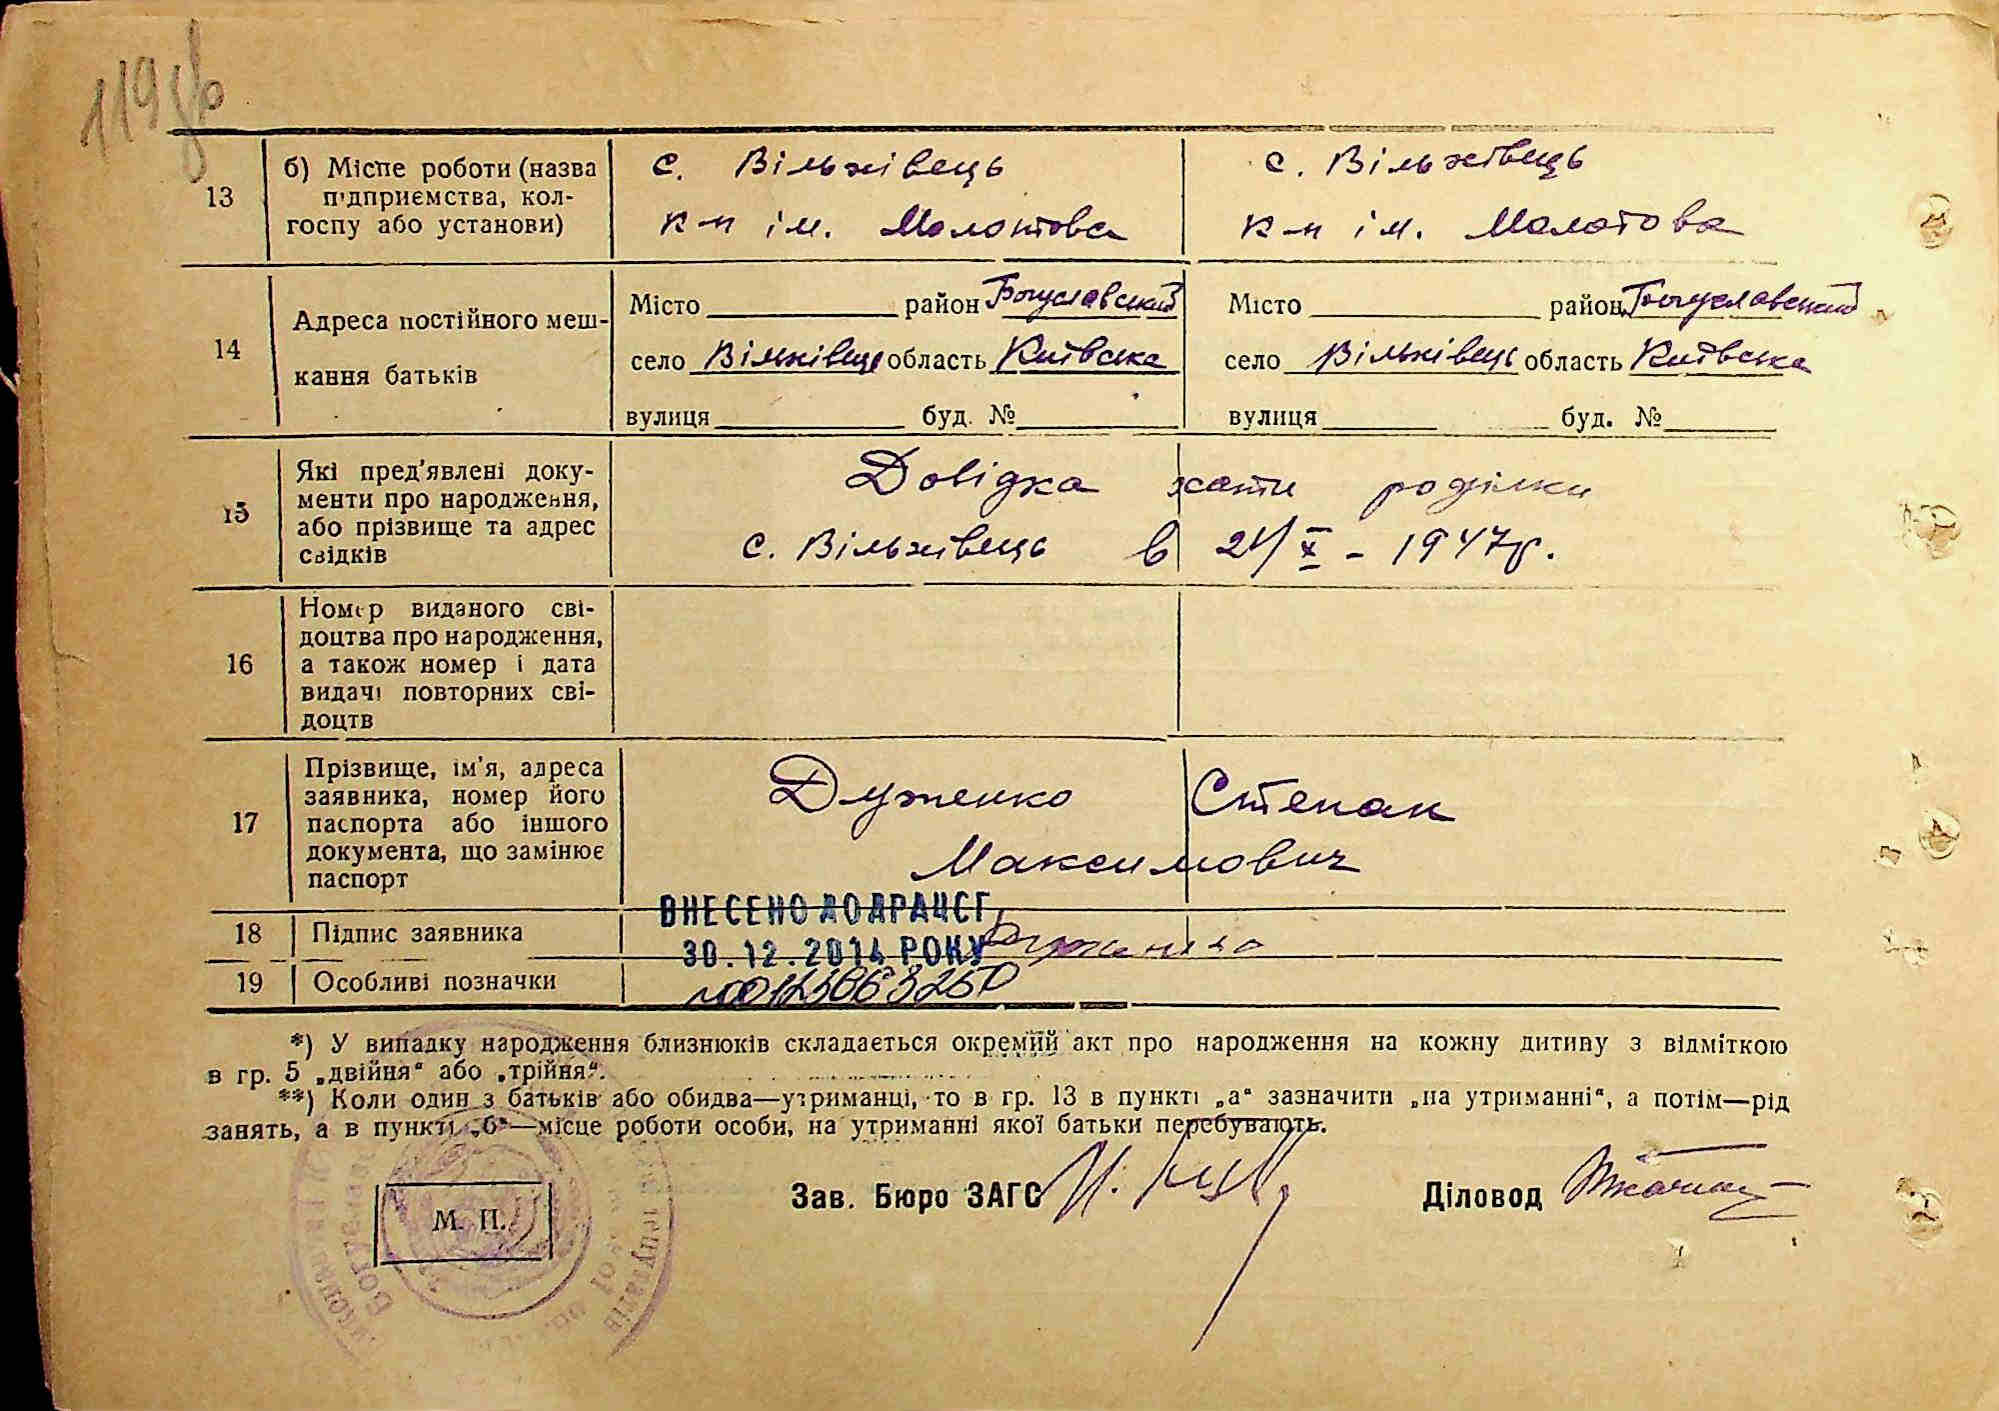 119зв
13
б) Місце роботи (назва
підприємства, кол-
госпу або установи)
с. Вільхівець
к-п ім. Молотова
с. Вільхівець
к-п ім. Молотова
14
Адреса постійного меш-
кання батьків
Місто район Богуславський
село Вільхівець область Київська
вулиця буд. №
Місто район Богуславський
село Вільхівець область Київська
вулиця буд. №
15
Які пред'явлені доку-
менти про народження,
або прізвище та адрес
свідків
Довідка хати роділки
с. Вільхівець в 21/X - 1947р.
16
Номер виданого сві-
доцтва про народження,
а також номер і дата
видачі повторних сві-
доцтв
17
Прізвище, ім'я, адреса
заявника, номер його
паспорта або іншого
документа, що замінює
паспорт
Друженко Степан
Максимович
18
Підпис заявника
ВНЕСЕНО ДО ДРАЦСГ
30.12.2014 РОКУ
19
Особливі позначки
*) У випадку народження близнюків складається окремий акт про народження на кожну дитину з відміткою
в гр. 5 „двійня“ або „трійня“.
**) Коли один з батьків або обидва—утриманці, то в гр. 13 в пункті „а“ зазначити „на утриманні“, а потім—рід
занять, а в пункті „б“—місце роботи особи, на утриманні якої батьки перебувають.
Зав. Бюро ЗАГС
Діловод
М. П.